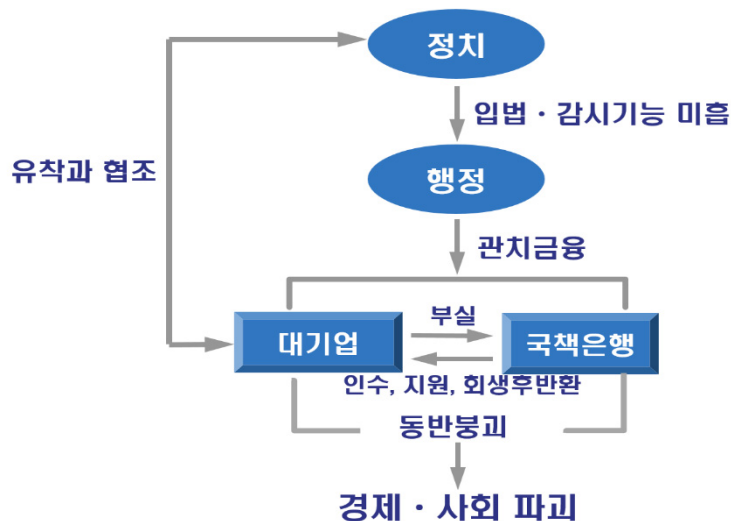 정치
입법 · 감시기능 미흡
유착과 협조
행정
관치금융
부실
대기업
국책은행
인수, 지원, 회생후반환
동반붕괴
경제 · 사회 파괴